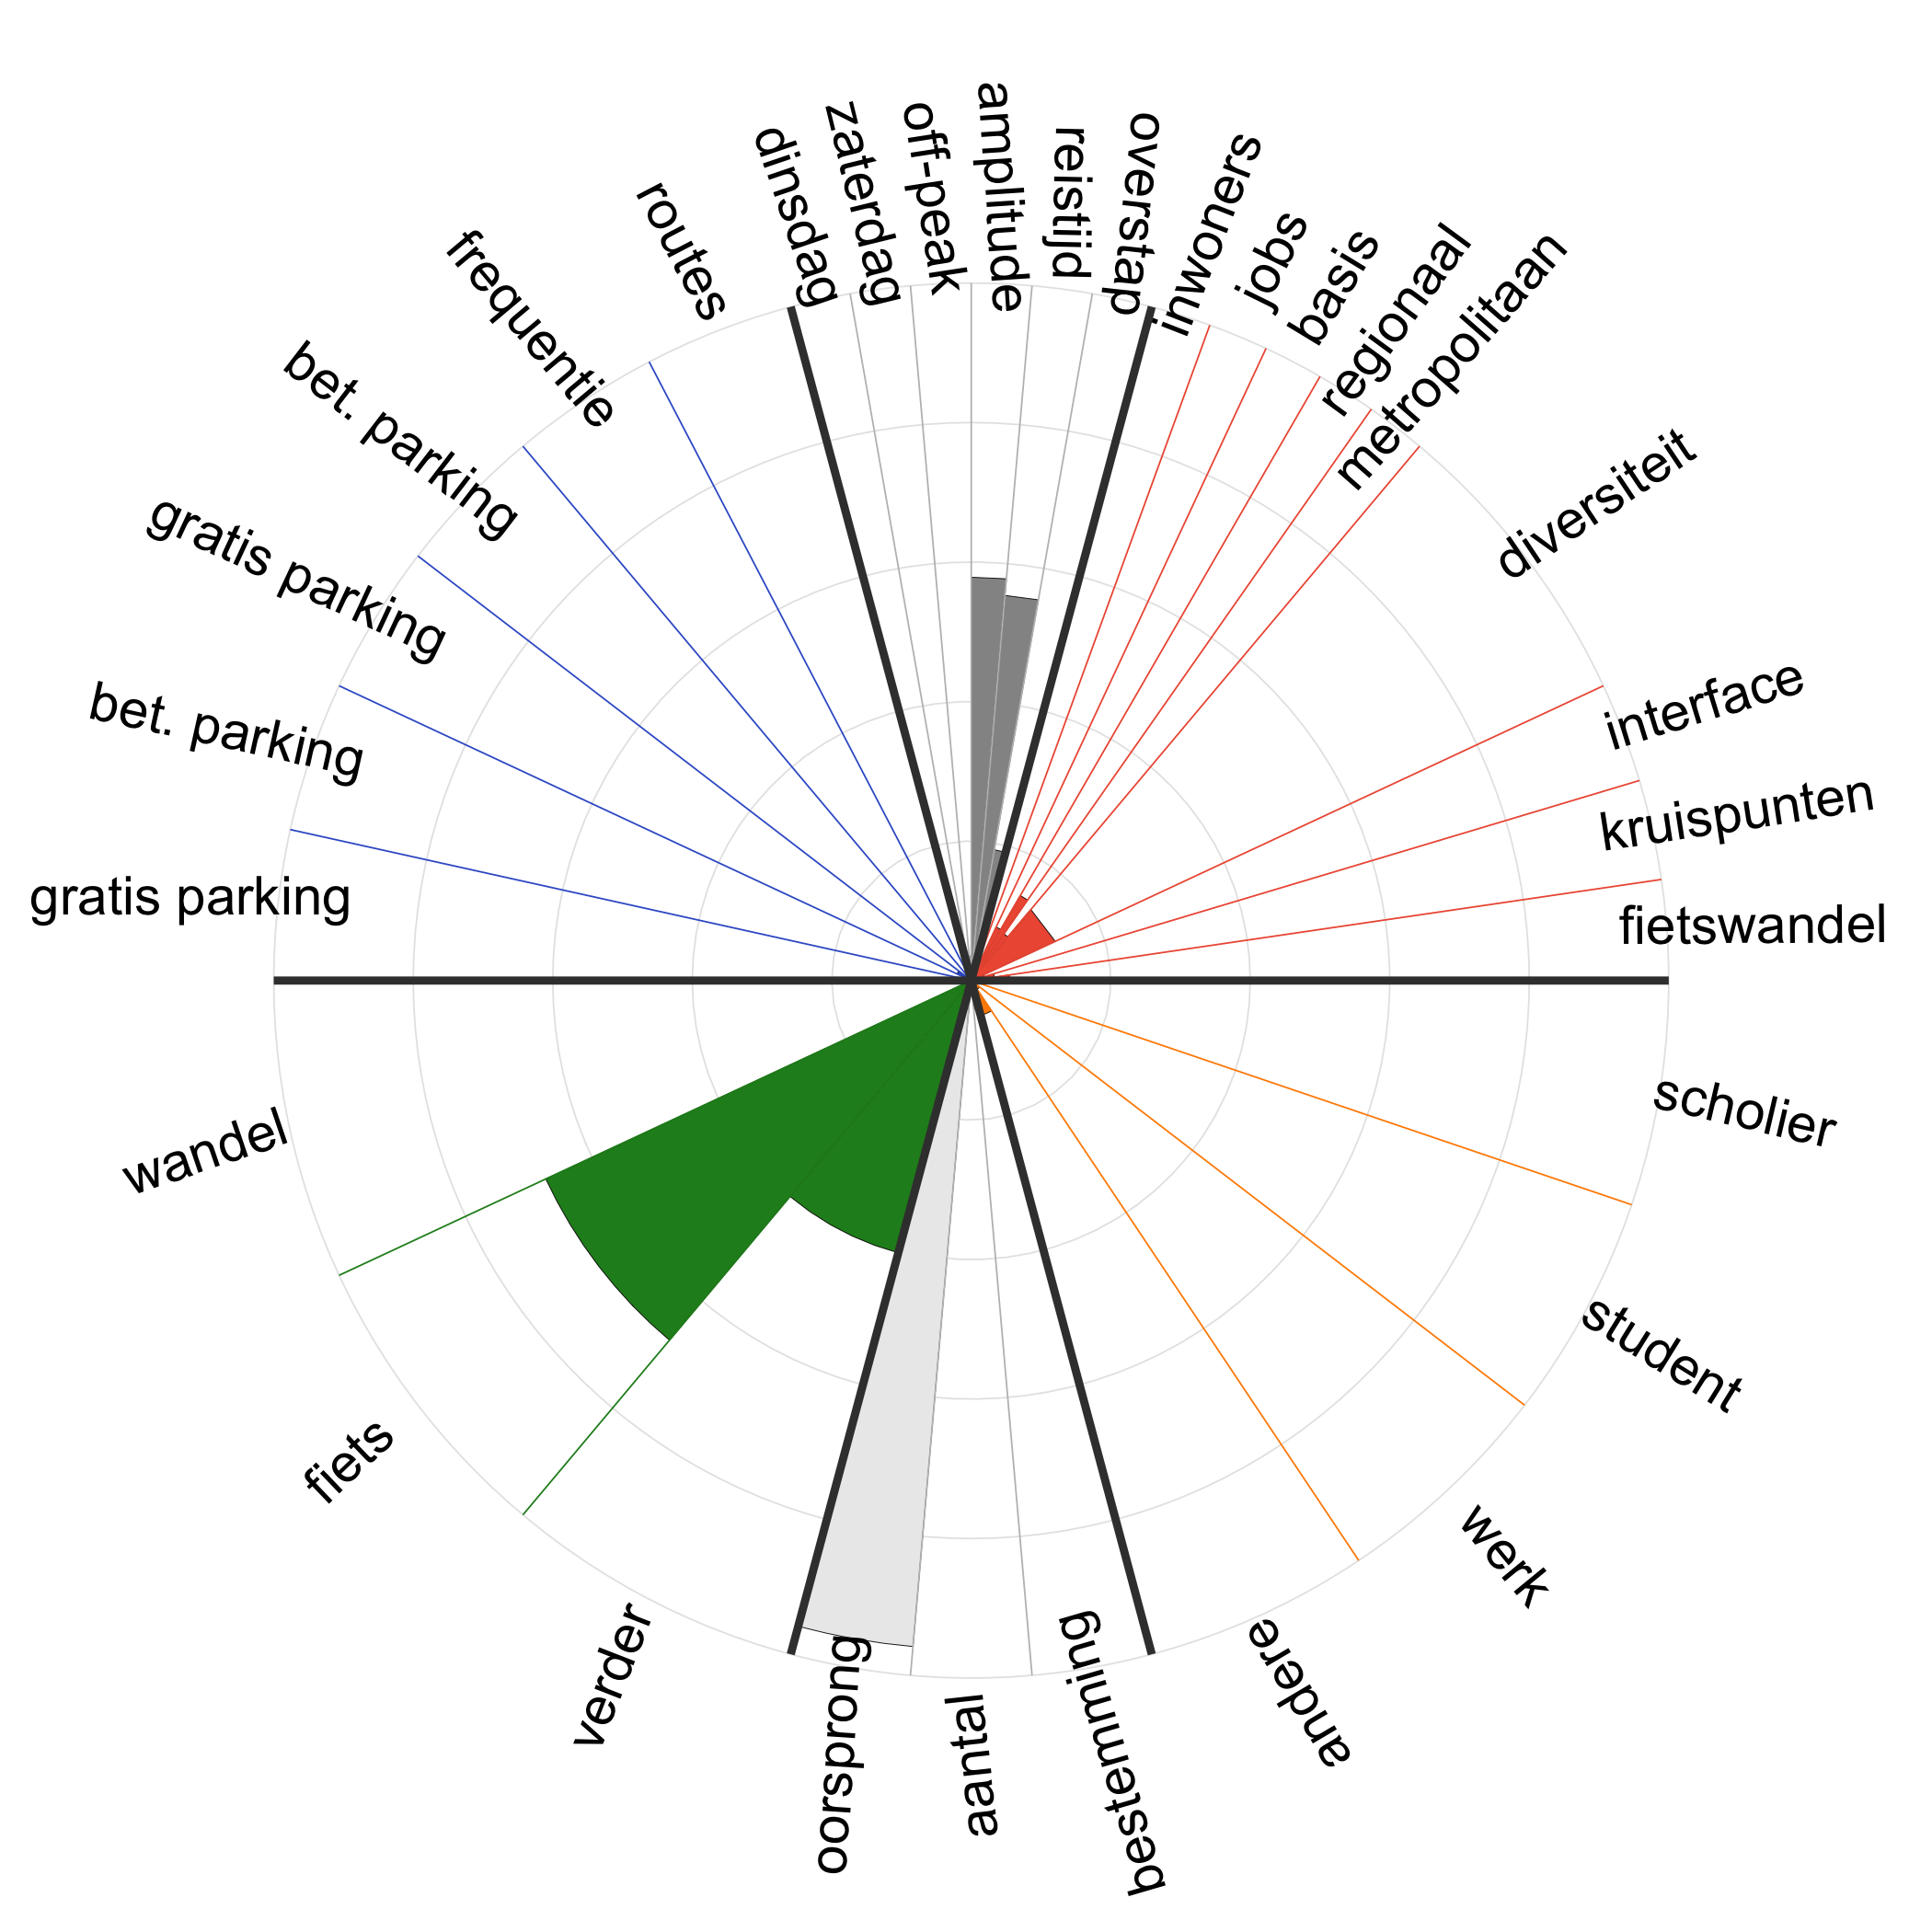 dinsdag
zaterdag
off-peak
amplitude
reistijd
overstap
inwoners
jobs
basis
regionaal
metropolitaan
diversiteit
interface
kruispunten
fietswandel
scholier
student
werk
andere
bestemming
aantal
oorsprong
verder
fiets
wandel
gratis parking
bet. parking
gratis parking
bet. parking
frequentie
routes